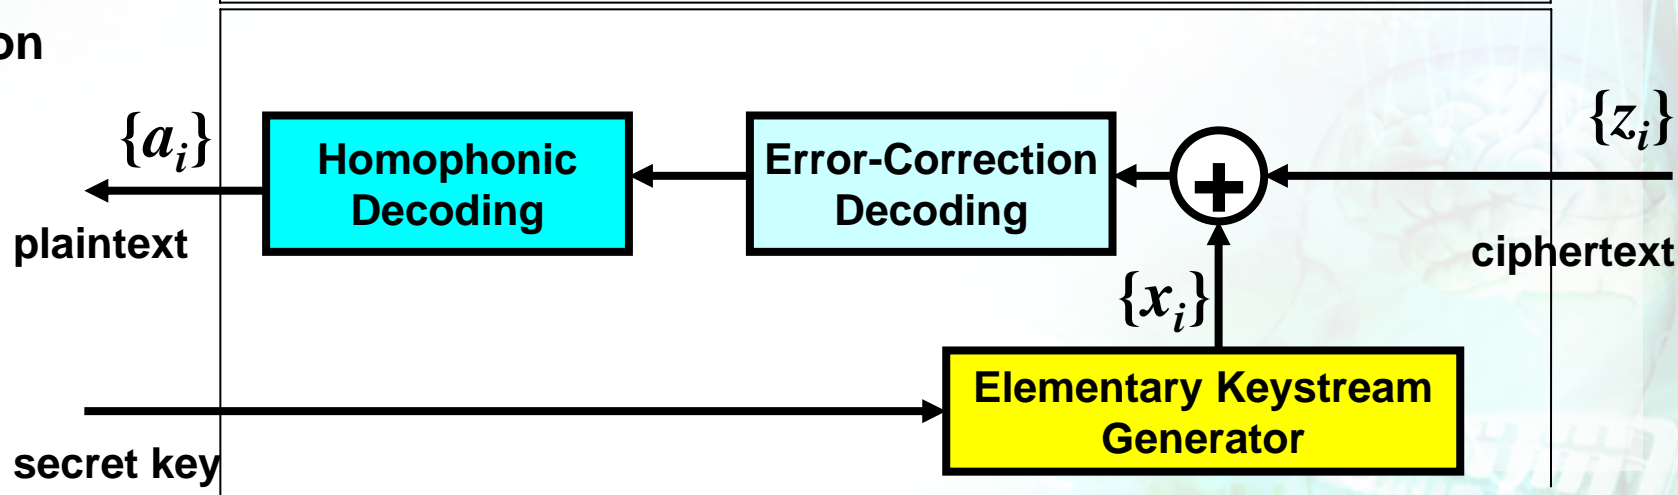 on
{a_i}
Homophonic
Decoding
Error-Correction
Decoding
+
{z_i}
plaintext
ciphertext
{x_i}
Elementary Keystream
Generator
secret key